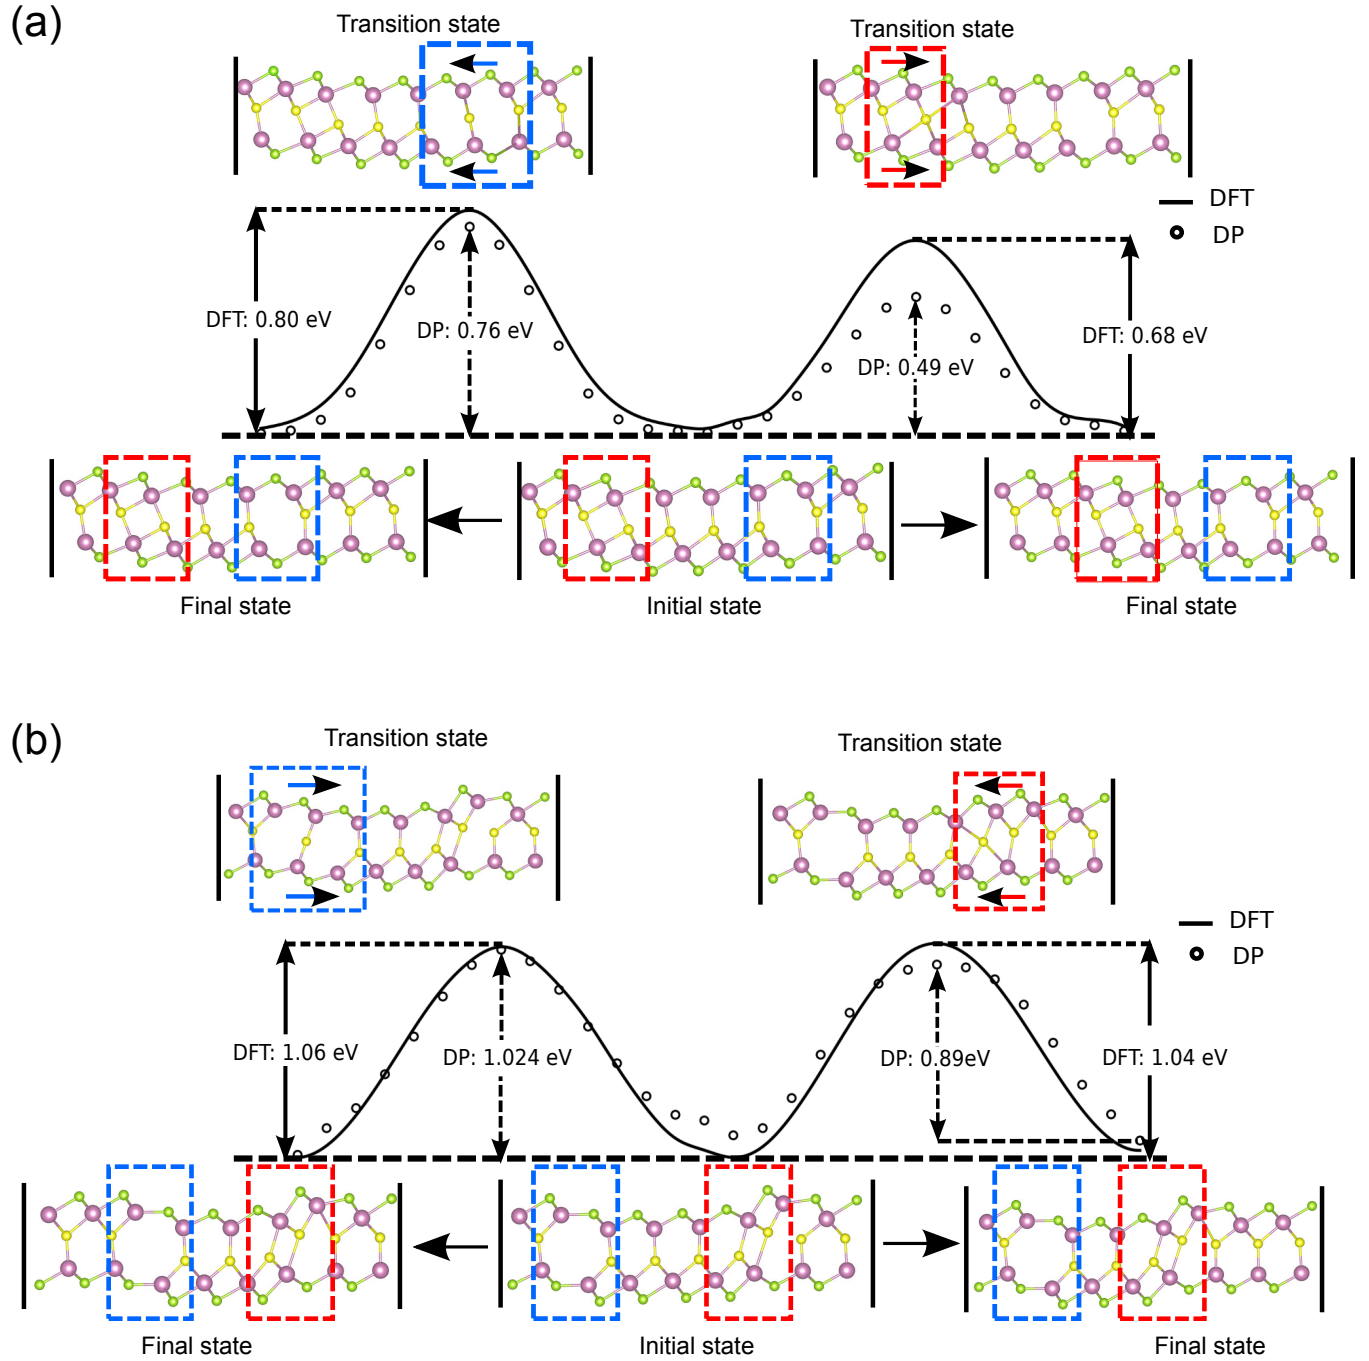 (a)
Transition state
Transition state
DFT
DP
DFT: 0.80 eV
DP: 0.76 eV
DP: 0.49 eV
DFT: 0.68 eV
Final state
Initial state
Final state
(b)
Transition state
Transition state
DFT
DP
DFT: 1.06 eV
DP: 1.024 eV
DP: 0.89eV
DFT: 1.04 eV
Final state
Initial state
Final state